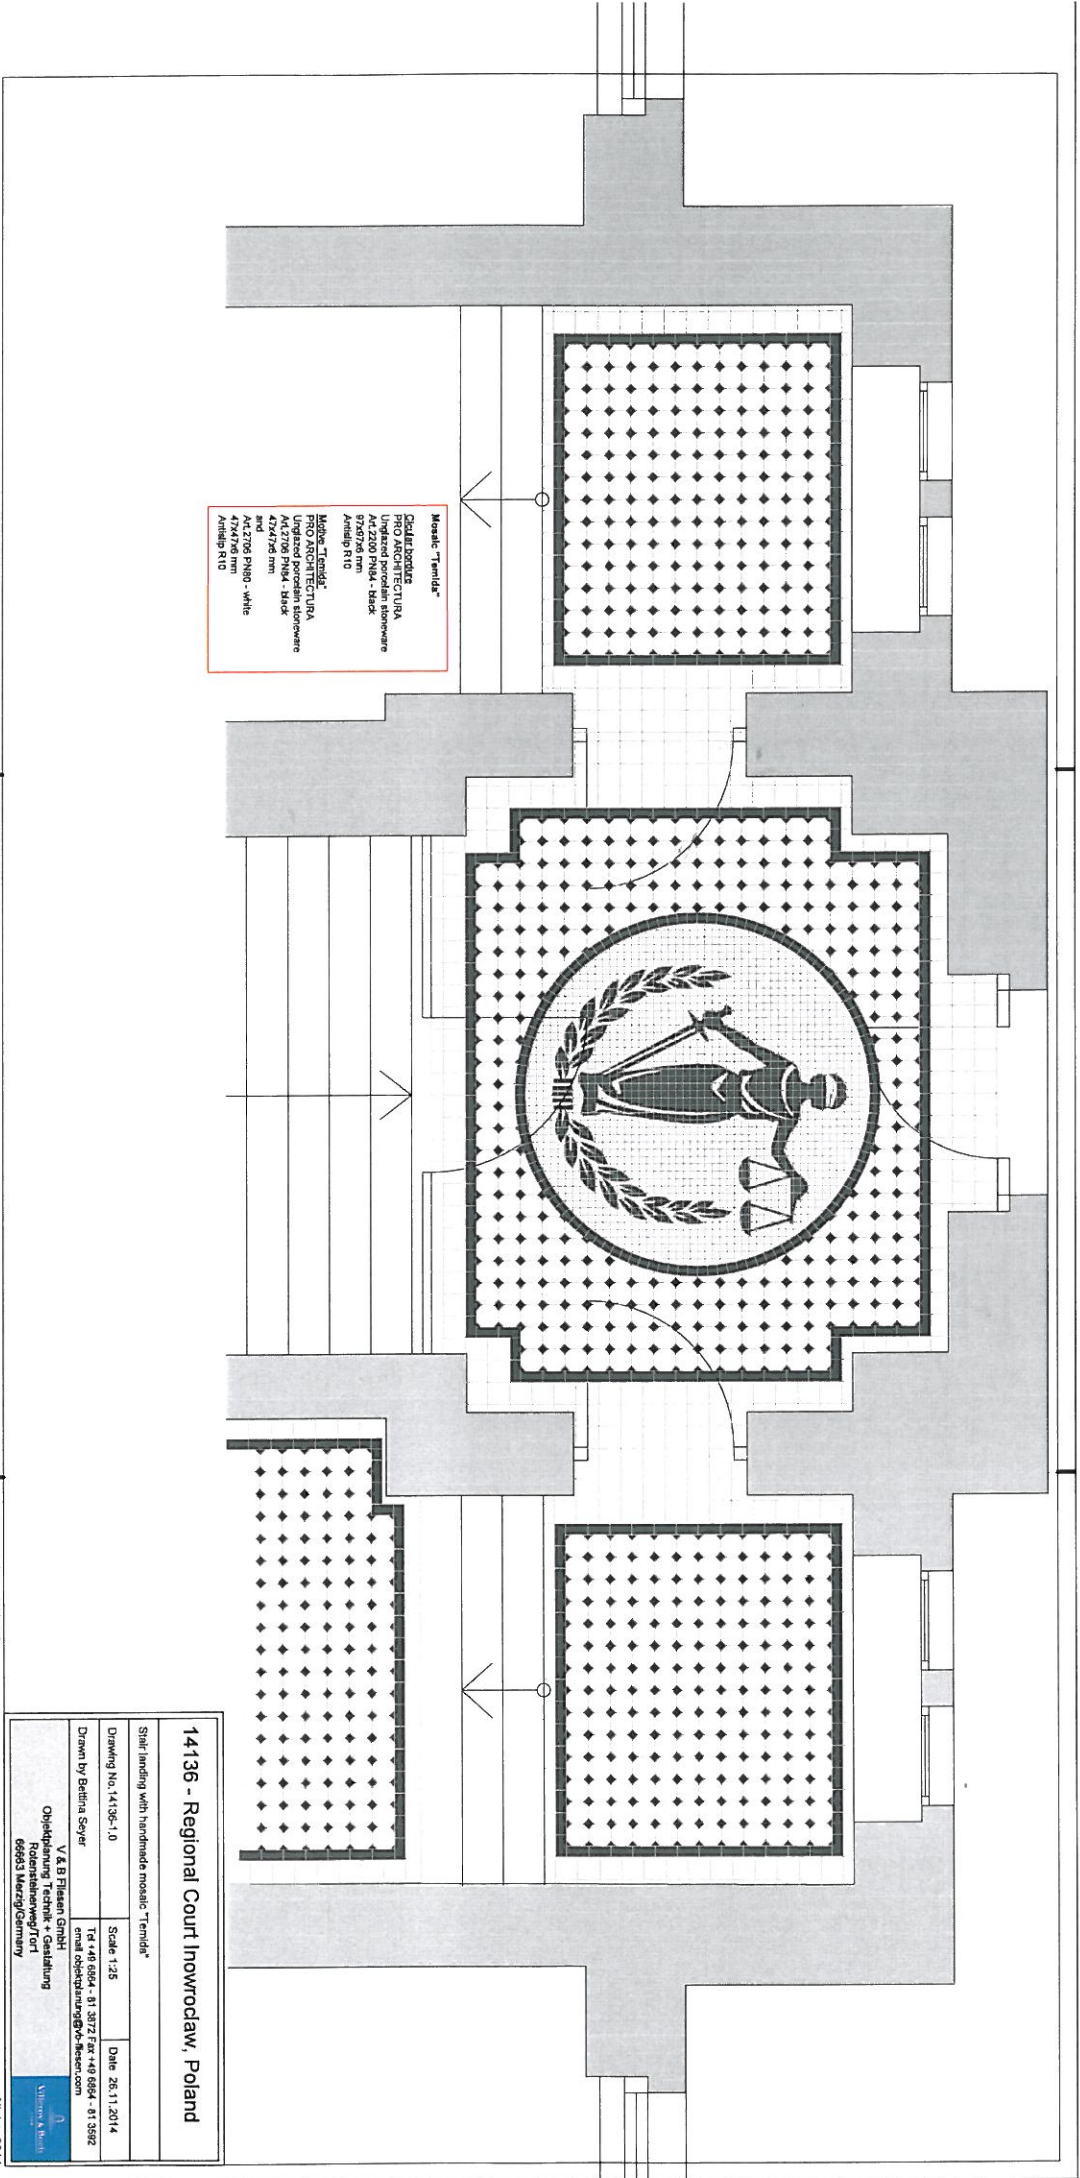 Mosaic "Temida"
Circular bordure
PRO ARCHITECTURA
Unglazed porcelain stoneware
Art.2200 PN84 - black
97x97x6 mm
Antislip R10
Motive "Temida"
PRO ARCHITECTURA
Unglazed porcelain stoneware
Art.2706 PN84 - black
47x47x6 mm
and
Art.2706 PN80 - white
47x47x6 mm
Antislip R10
14136 - Regional Court Inowrocław, Poland
Stair landing with handmade mosaic "Temida"
Drawing No.14136-1,0 Scale 1:25 Date 26.11.2014
Drawn by Bettina Seyer
Tel +49 6864 - 81 3872 Fax +49 6864 - 81 3592
email objektplanung@vb-fliesen.com
V & B Fliesen GmbH
Objektplanung Technik + Gestaltung
Rotensteinerweg/Tor1
66663 Merzig/Germany
Villeroy & Boch